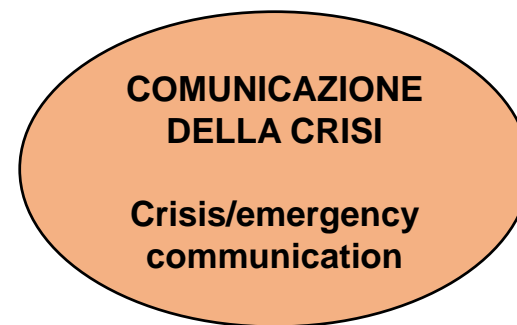 COMUNICAZIONE
DELLA CRISI
Crisis/emergency
communication